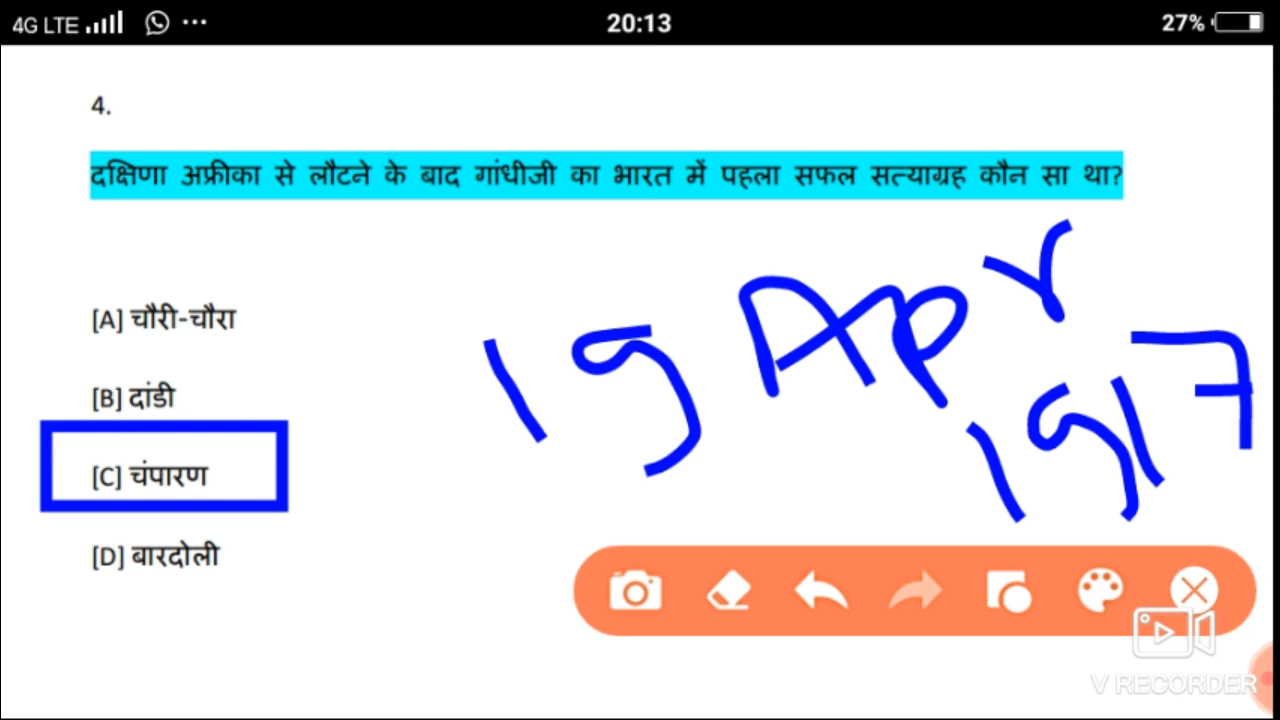 4G LTE 20:13 27%
4.
दक्षिणा अफ्रीका से लौटने के बाद गांधीजी का भारत में पहला सफल सत्याग्रह कौन सा था?
[A] चौरी-चौरा
[B] दांडी
[C] चंपारण
[D] बारदोली
19 Apr
1917
V RECORDER